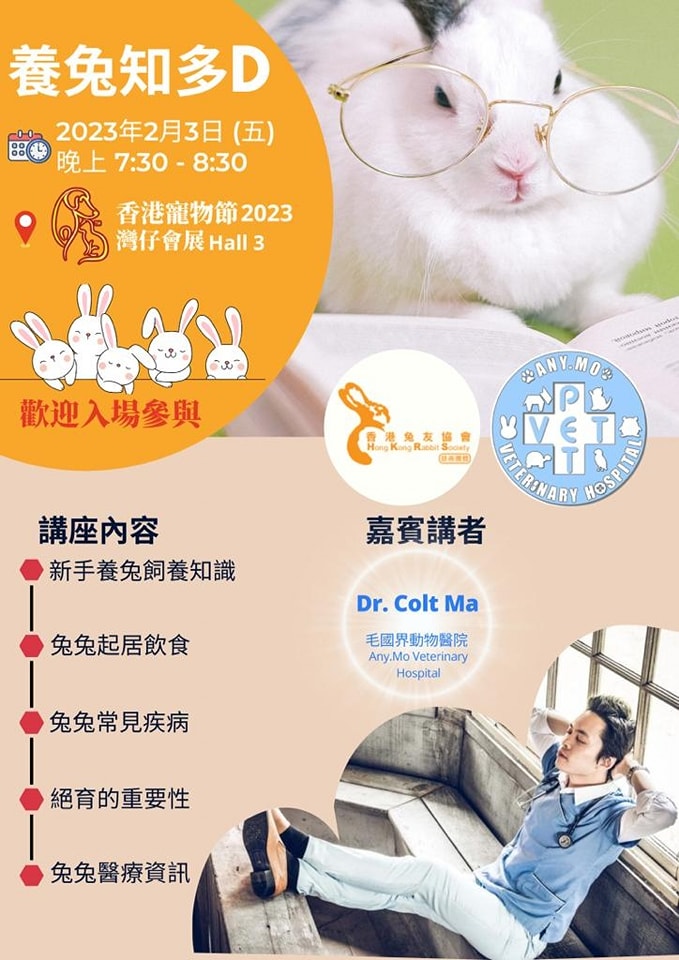 養兔知多D
2023年2月3日 (五)
晚上 7:30 - 8:30
香港寵物節2023
灣仔會展 Hall 3
歡迎入場參與
香港兔友協會
Hong Kong Rabbit Society
慈善團體
ANY.MO
PET
VET
VETERINARY HOSPITAL
講座內容
新手養兔飼養知識
兔兔起居飲食
兔兔常見疾病
絕育的重要性
兔兔醫療資訊
嘉賓講者
Dr. Colt Ma
毛國界動物醫院
Any.Mo Veterinary
Hospital